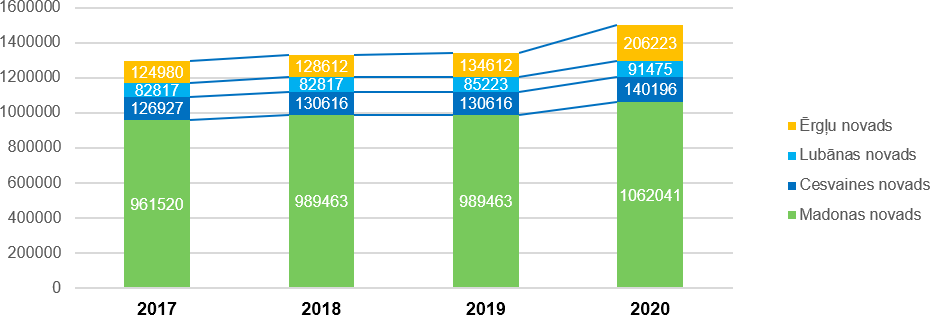 1600000
1400000
1200000
1000000
800000
600000
400000
200000
0
124980 128612 134612 206223
82817 82817 85223 91475
126927 130616 130616 140196
961520 989463 989463 1062041
2017 2018 2019 2020
Ērgļu novads
Lubānas novads
Cesvaines novads
Madonas novads